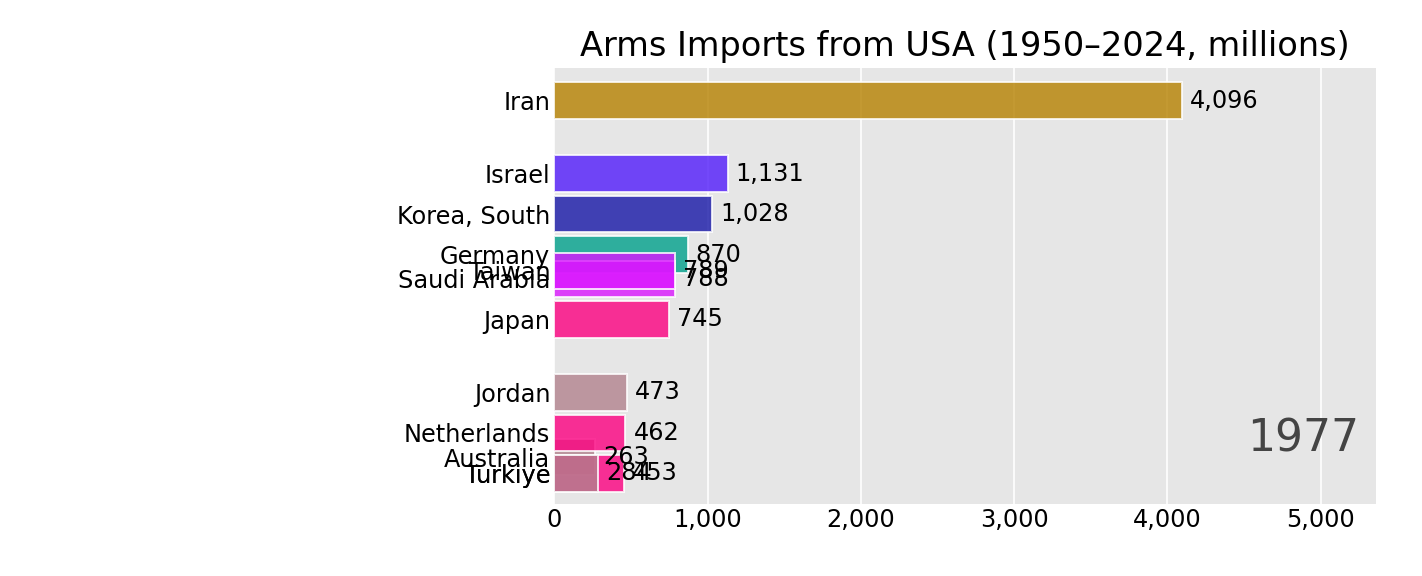 Arms Imports from USA (1950–2024, millions)
Iran 4,096
Israel 1,131
Korea, South 1,028
Germany 870
Taiwan 789
Saudi Arabia 788
Japan 745
Jordan 473
Netherlands 462
Australia 263
Turkiye 284 453
1977
0 1,000 2,000 3,000 4,000 5,000